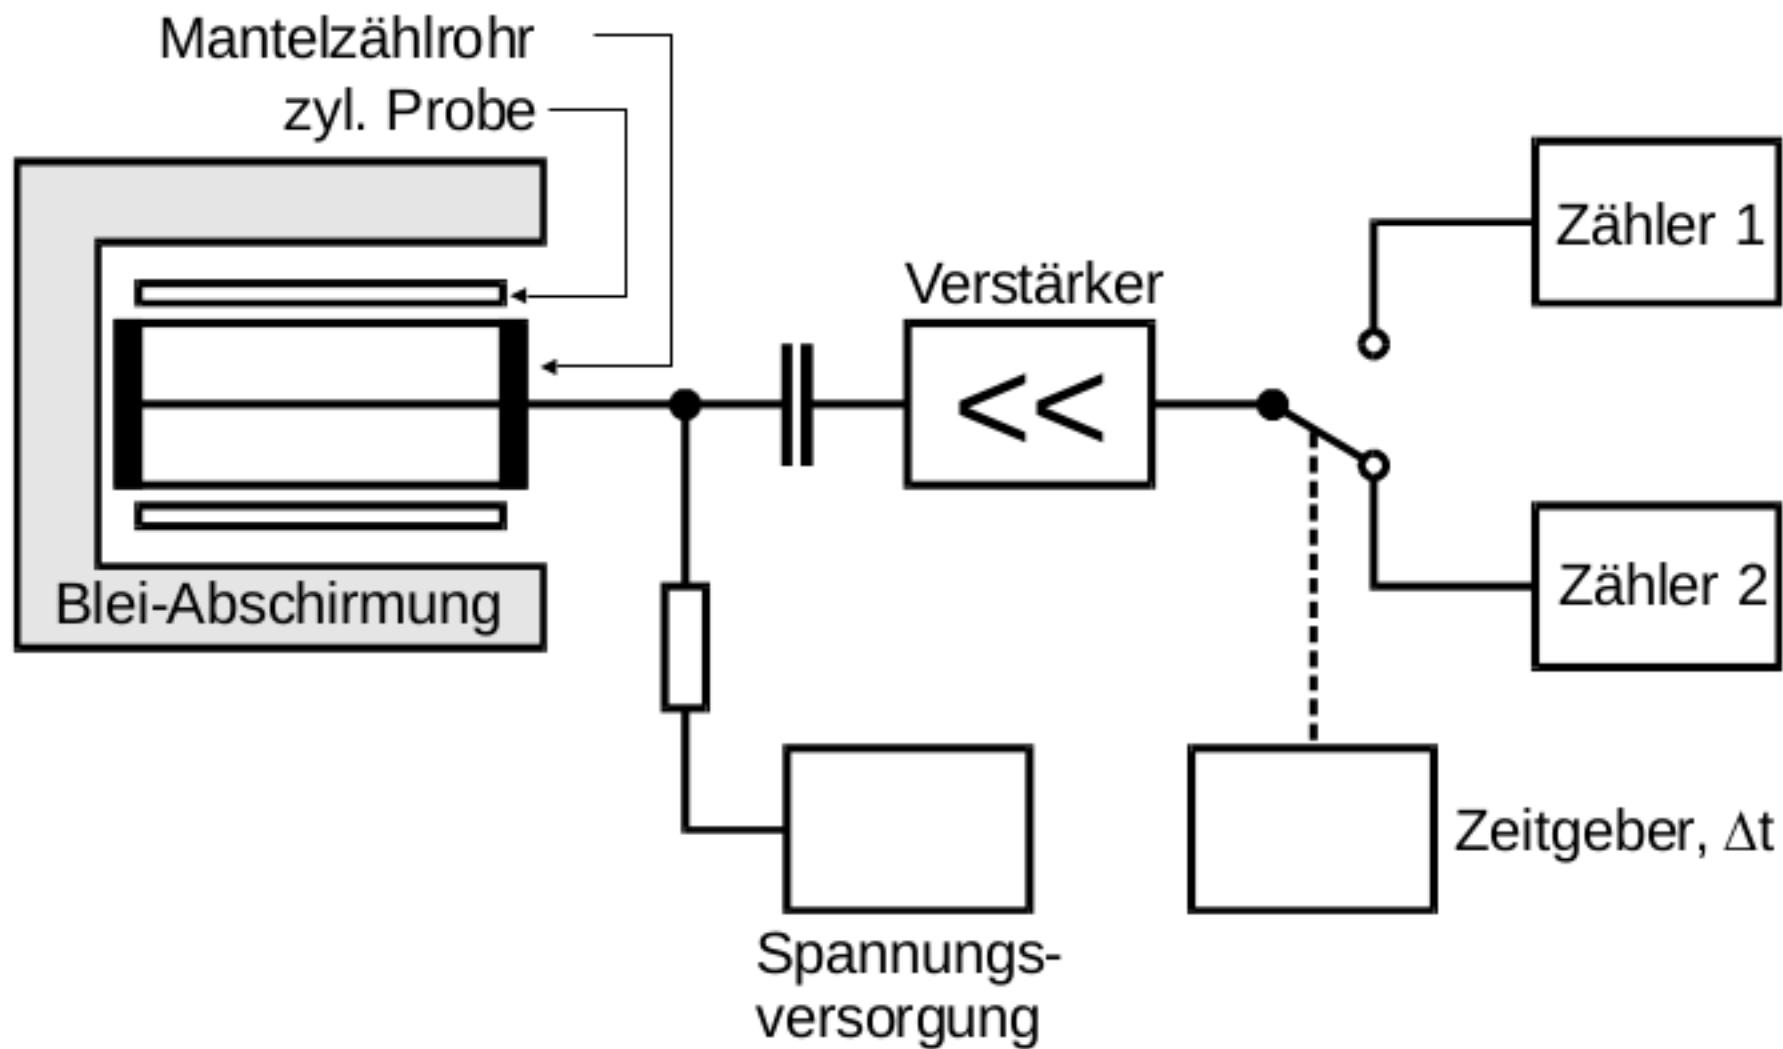 Mantelzählrohr
zyl. Probe
Zähler 1
Verstärker
<<
Zähler 2
Blei-Abschirmung
Zeitgeber, Δt
Spannungs-
versorgung